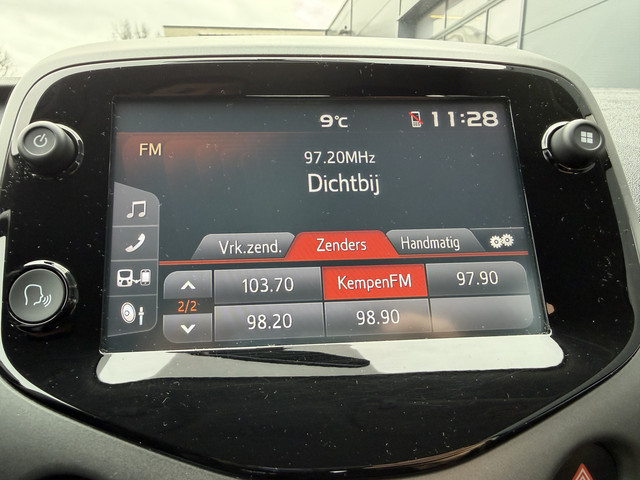 9°C 11:28
FM
97.20MHz
Dichtbij
Vrk.zend. Zenders Handmatig
103.70 KempenFM 97.90
2/2
98.20 98.90